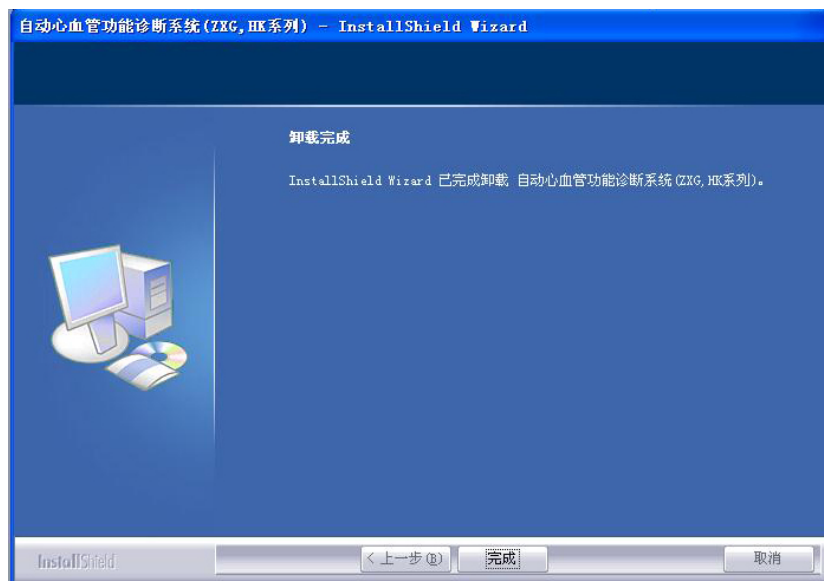 自动心血管功能诊断系统(ZXG,HK系列) - InstallShield Wizard
卸载完成
InstallShield Wizard 已完成卸载 自动心血管功能诊断系统(ZXG,HK系列)。
InstallShield
< 上一步(B)
完成
取消